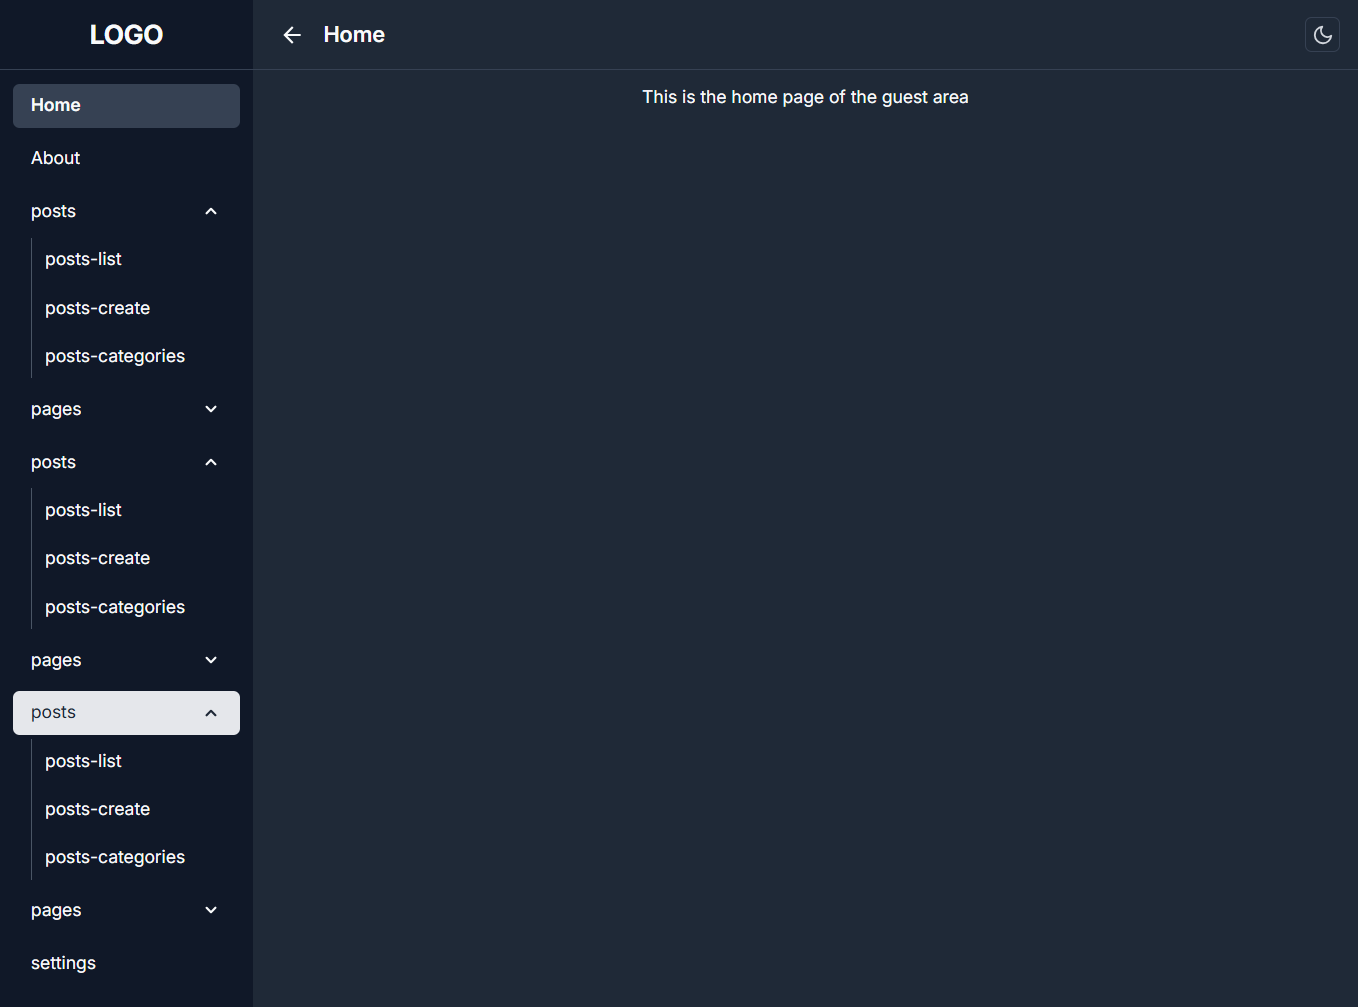 LOGO
Home
About
posts
posts-list
posts-create
posts-categories
pages
posts
posts-list
posts-create
posts-categories
pages
posts
posts-list
posts-create
posts-categories
pages
settings
Home
This is the home page of the guest area